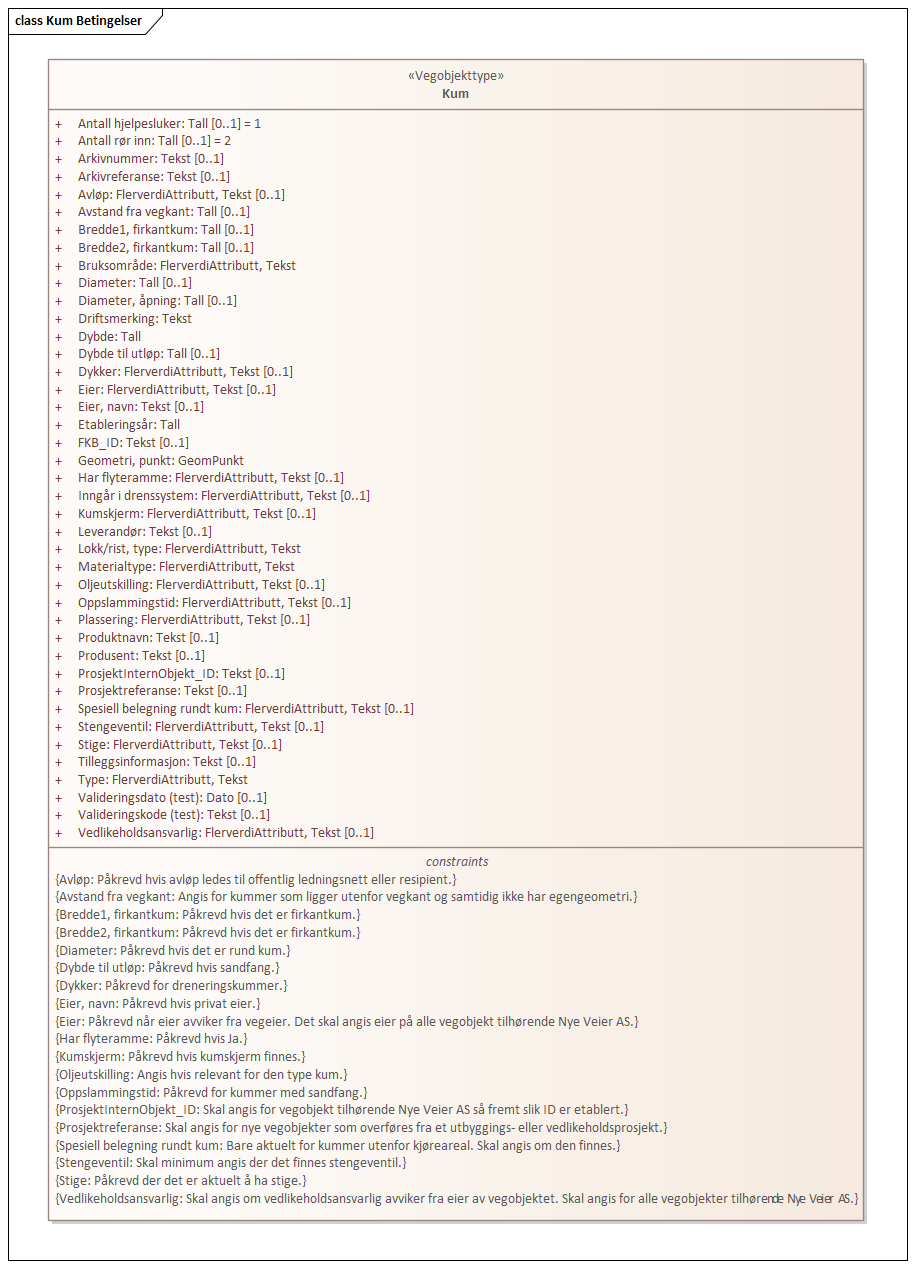 class Kum Betingelser
«Vegobjekttype»
Kum
+ Antall hjelpesluker: Tall [0..1] = 1
+ Antall rør inn: Tall [0..1] = 2
+ Arkivnummer: Tekst [0..1]
+ Arkivreferanse: Tekst [0..1]
+ Avløp: FlerverdiAttributt, Tekst [0..1]
+ Avstand fra vegkant: Tall [0..1]
+ Bredde1, firkantkum: Tall [0..1]
+ Bredde2, firkantkum: Tall [0..1]
+ Bruksområde: FlerverdiAttributt, Tekst
+ Diameter: Tall [0..1]
+ Diameter, åpning: Tall [0..1]
+ Driftsmerking: Tekst
+ Dybde: Tall
+ Dybde til utløp: Tall [0..1]
+ Dykker: FlerverdiAttributt, Tekst [0..1]
+ Eier: FlerverdiAttributt, Tekst [0..1]
+ Eier, navn: Tekst [0..1]
+ Etableringsår: Tall
+ FKB_ID: Tekst [0..1]
+ Geometri, punkt: GeomPunkt
+ Har flyteramme: FlerverdiAttributt, Tekst [0..1]
+ Inngår i drenssystem: FlerverdiAttributt, Tekst [0..1]
+ Kumskjerm: FlerverdiAttributt, Tekst [0..1]
+ Leverandør: Tekst [0..1]
+ Lokk/rist, type: FlerverdiAttributt, Tekst
+ Materialtype: FlerverdiAttributt, Tekst
+ Oljeutskilling: FlerverdiAttributt, Tekst [0..1]
+ Oppslammingstid: FlerverdiAttributt, Tekst [0..1]
+ Plassering: FlerverdiAttributt, Tekst [0..1]
+ Produktnavn: Tekst [0..1]
+ Produsent: Tekst [0..1]
+ ProsjektInternObjekt_ID: Tekst [0..1]
+ Prosjektreferanse: Tekst [0..1]
+ Spesiell belegning rundt kum: FlerverdiAttributt, Tekst [0..1]
+ Stengeventil: FlerverdiAttributt, Tekst [0..1]
+ Stige: FlerverdiAttributt, Tekst [0..1]
+ Tilleggsinformasjon: Tekst [0..1]
+ Type: FlerverdiAttributt, Tekst
+ Valideringsdato (test): Dato [0..1]
+ Valideringskode (test): Tekst [0..1]
+ Vedlikeholdsansvarlig: FlerverdiAttributt, Tekst [0..1]
constraints
{Avløp: Påkrevd hvis avløp ledes til offentlig ledningsnett eller resipient.}
{Avstand fra vegkant: Angis for kummer som ligger utenfor vegkant og samtidig ikke har egengeometri.}
{Bredde1, firkantkum: Påkrevd hvis det er firkantkum.}
{Bredde2, firkantkum: Påkrevd hvis det er firkantkum.}
{Diameter: Påkrevd hvis det er rund kum.}
{Dybde til utløp: Påkrevd hvis sandfang.}
{Dykker: Påkrevd for dreneringskummer.}
{Eier, navn: Påkrevd hvis privat eier.}
{Eier: Påkrevd når eier avviker fra vegeier. Det skal angis eier på alle vegobjekt tilhørende Nye Veier AS.}
{Har flyteramme: Påkrevd hvis Ja.}
{Kumskjerm: Påkrevd hvis kumskjerm finnes.}
{Oljeutskilling: Angis hvis relevant for den type kum.}
{Oppslammingstid: Påkrevd for kummer med sandfang.}
{ProsjektInternObjekt_ID: Skal angis for vegobjekt tilhørende Nye Veier AS så fremt slik ID er etablert.}
{Prosjektreferanse: Skal angis for nye vegobjekter som overføres fra et utbyggings- eller vedlikeholdsprosjekt.}
{Spesiell belegning rundt kum: Bare aktuelt for kummer utenfor kjøreareal. Skal angis om den finnes.}
{Stengeventil: Skal minimum angis der det finnes stengeventil.}
{Stige: Påkrevd der det er aktuelt å ha stige.}
{Vedlikeholdsansvarlig: Skal angis om vedlikeholdsansvarlig avviker fra eier av vegobjektet. Skal angis for alle vegobjekter tilhørende Nye Veier AS.}